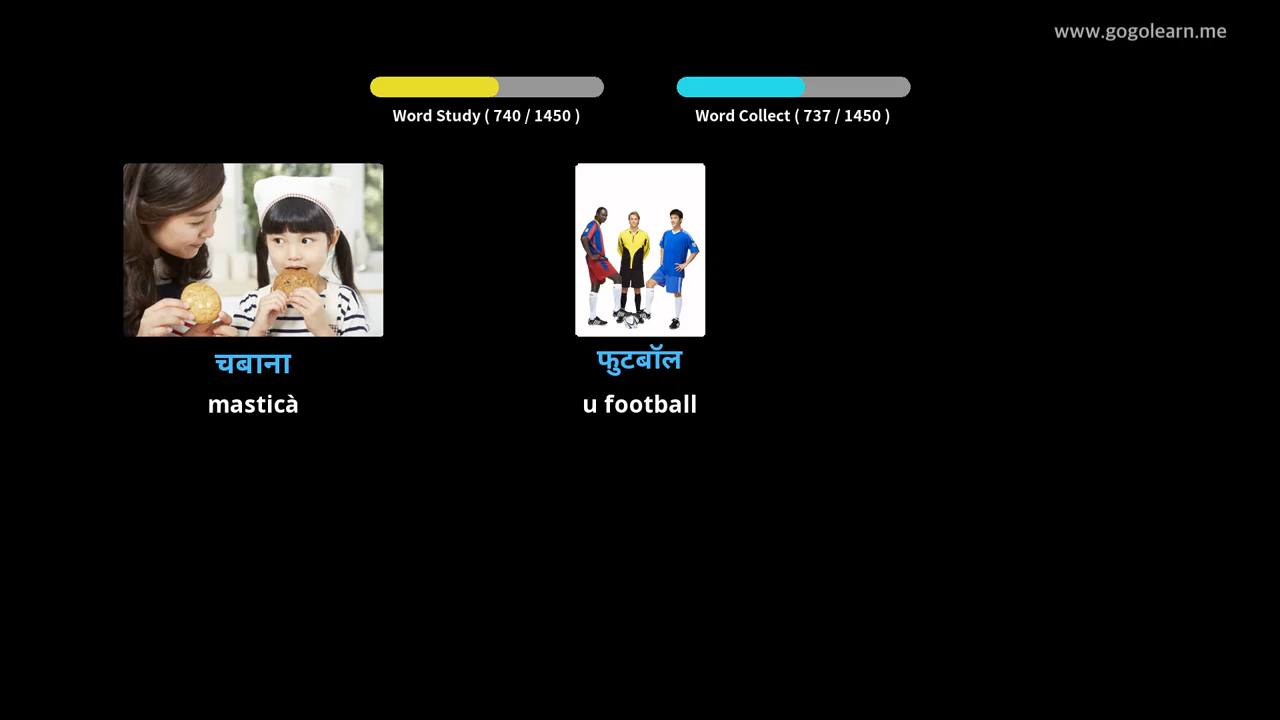 www.gogolearn.me
Word Study ( 740 / 1450 )
Word Collect ( 737 / 1450 )
चबाना
masticà
फुटबॉल
u football